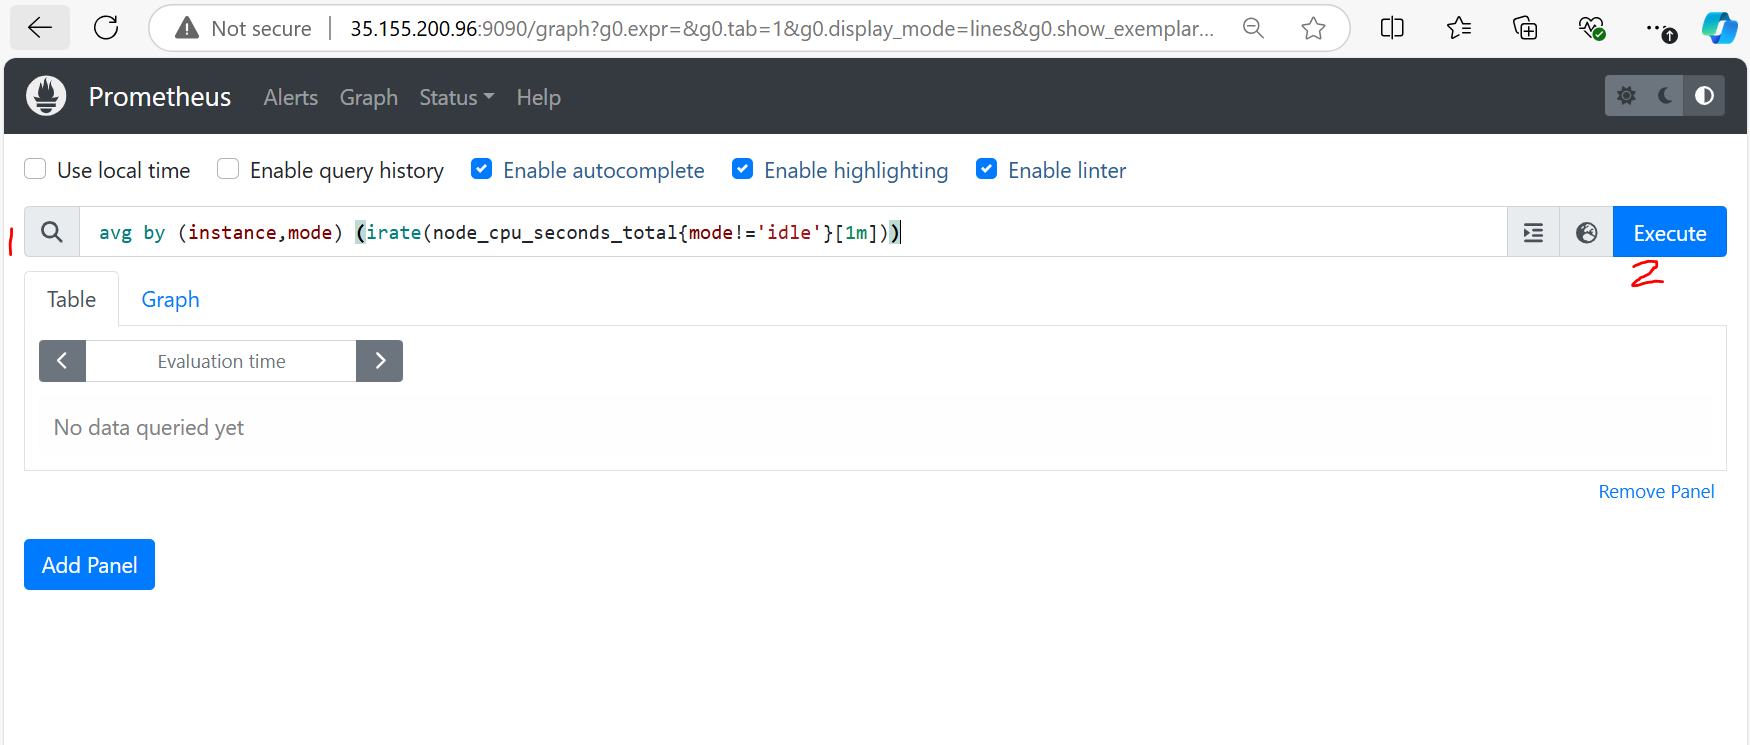 Not secure | 35.155.200.96:9090/graph?g0.expr=&g0.tab=1&g0.display_mode=lines&g0.show_exemplar...
Prometheus Alerts Graph Status Help
Use local time Enable query history Enable autocomplete Enable highlighting Enable linter
1 avg by (instance,mode) (irate(node_cpu_seconds_total{mode!='idle'}[1m])) Execute
2
Table Graph
Evaluation time
No data queried yet
Remove Panel
Add Panel